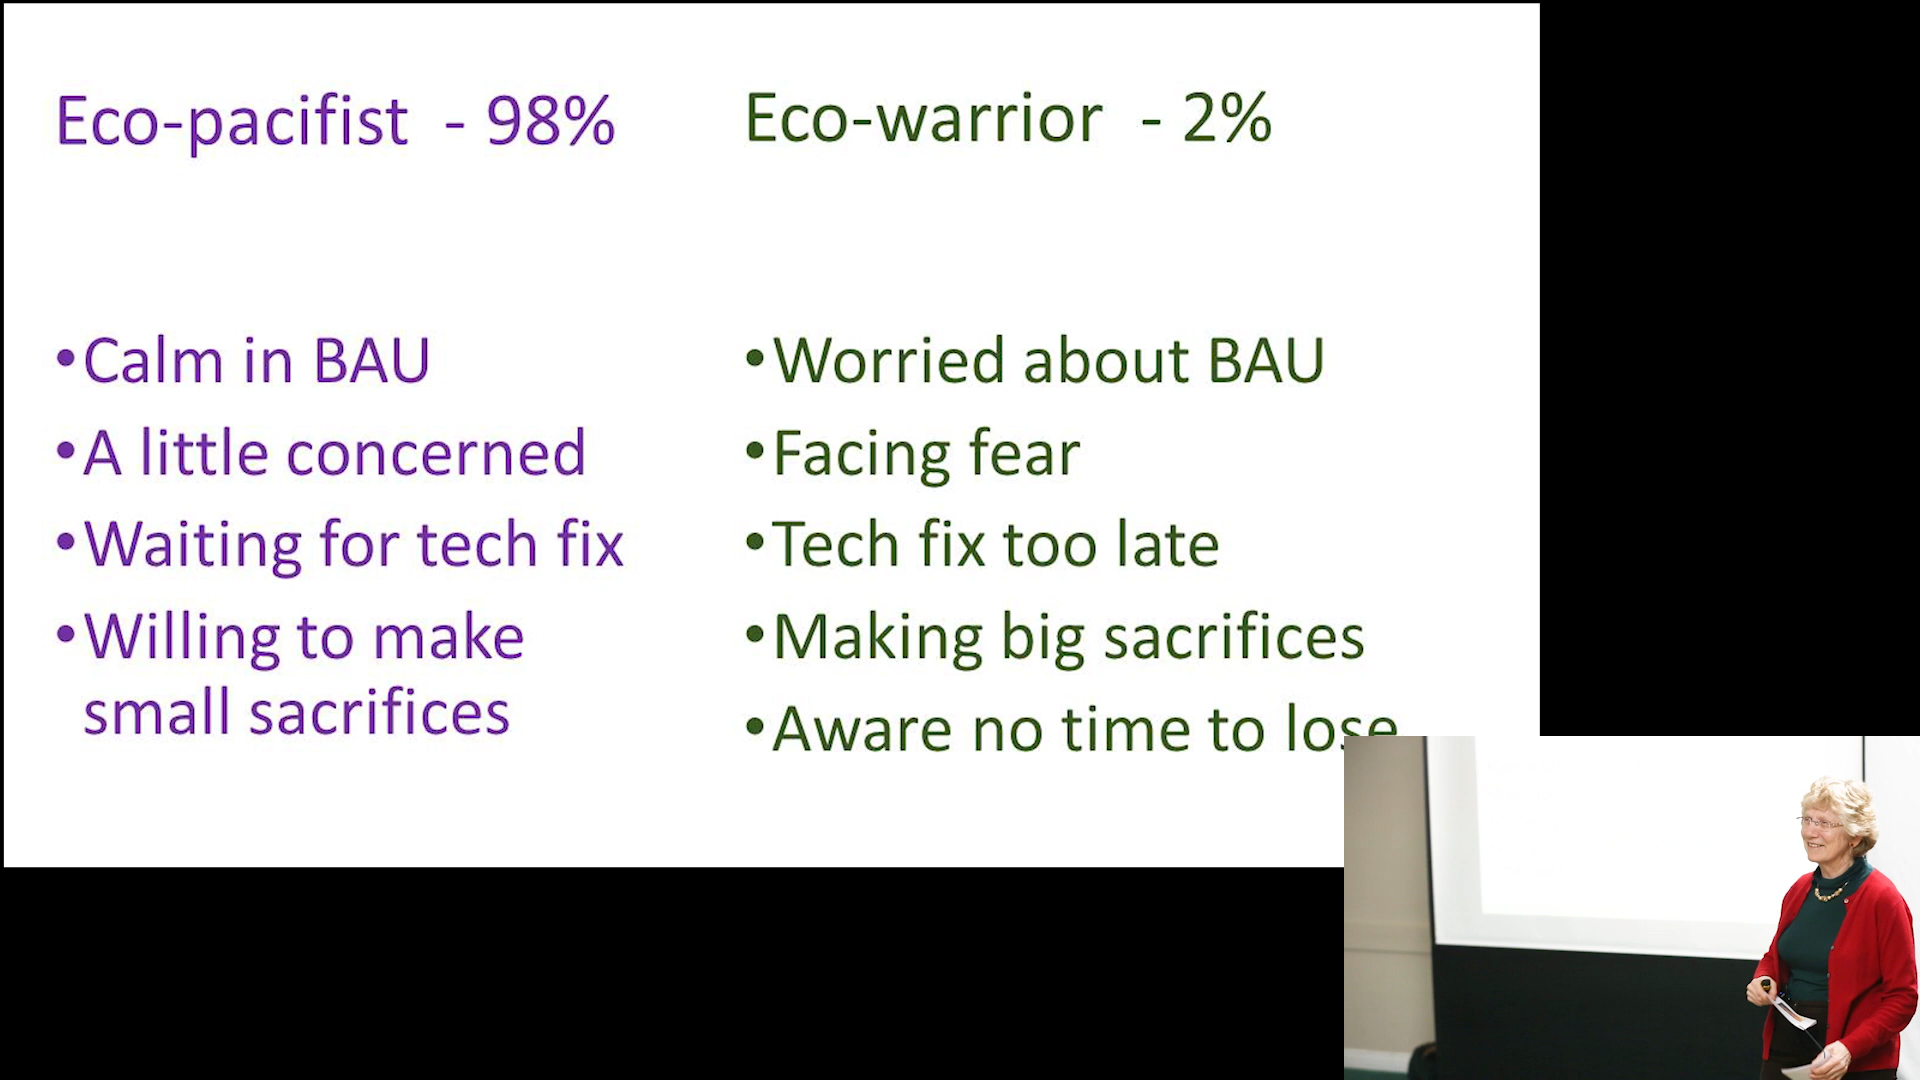 Eco-pacifist - 98%
•Calm in BAU
•A little concerned
•Waiting for tech fix
•Willing to make
small sacrifices
Eco-warrior - 2%
•Worried about BAU
•Facing fear
•Tech fix too late
•Making big sacrifices
•Aware no time to lose